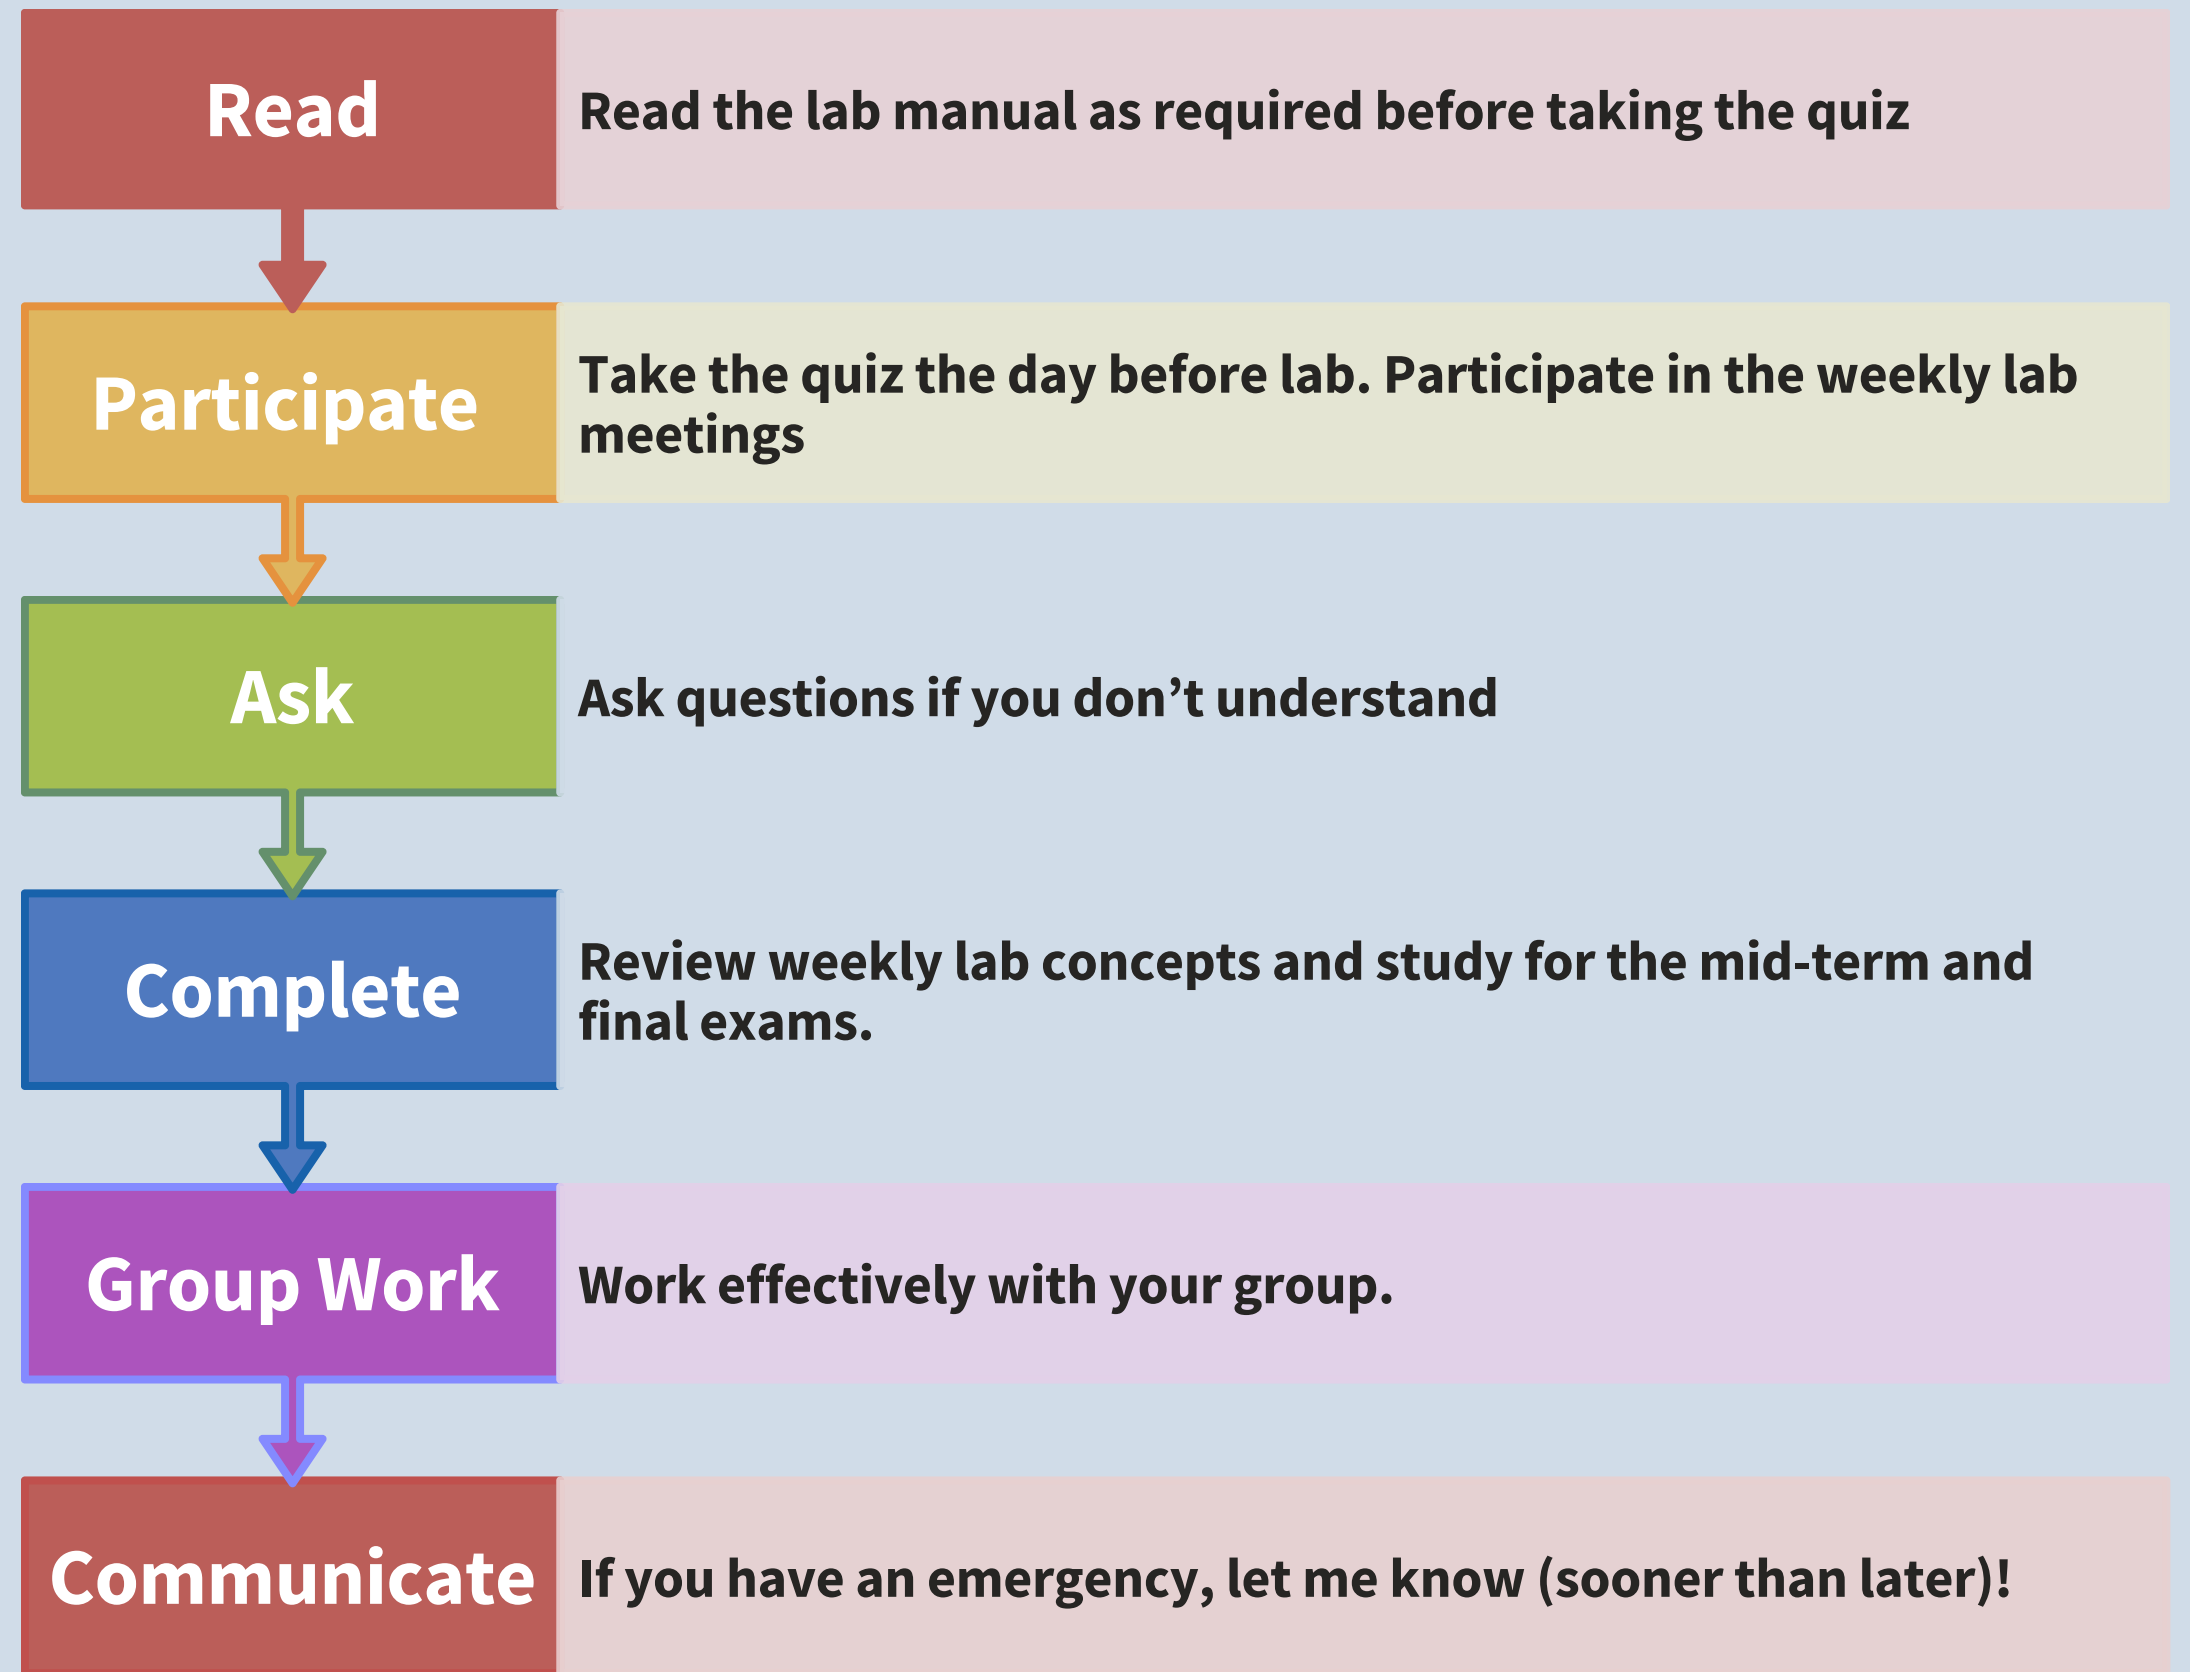 Read
Read the lab manual as required before taking the quiz
Participate
Take the quiz the day before lab. Participate in the weekly lab
meetings
Ask
Ask questions if you don’t understand
Complete
Review weekly lab concepts and study for the mid-term and
final exams.
Group Work
Work effectively with your group.
Communicate
If you have an emergency, let me know (sooner than later)!